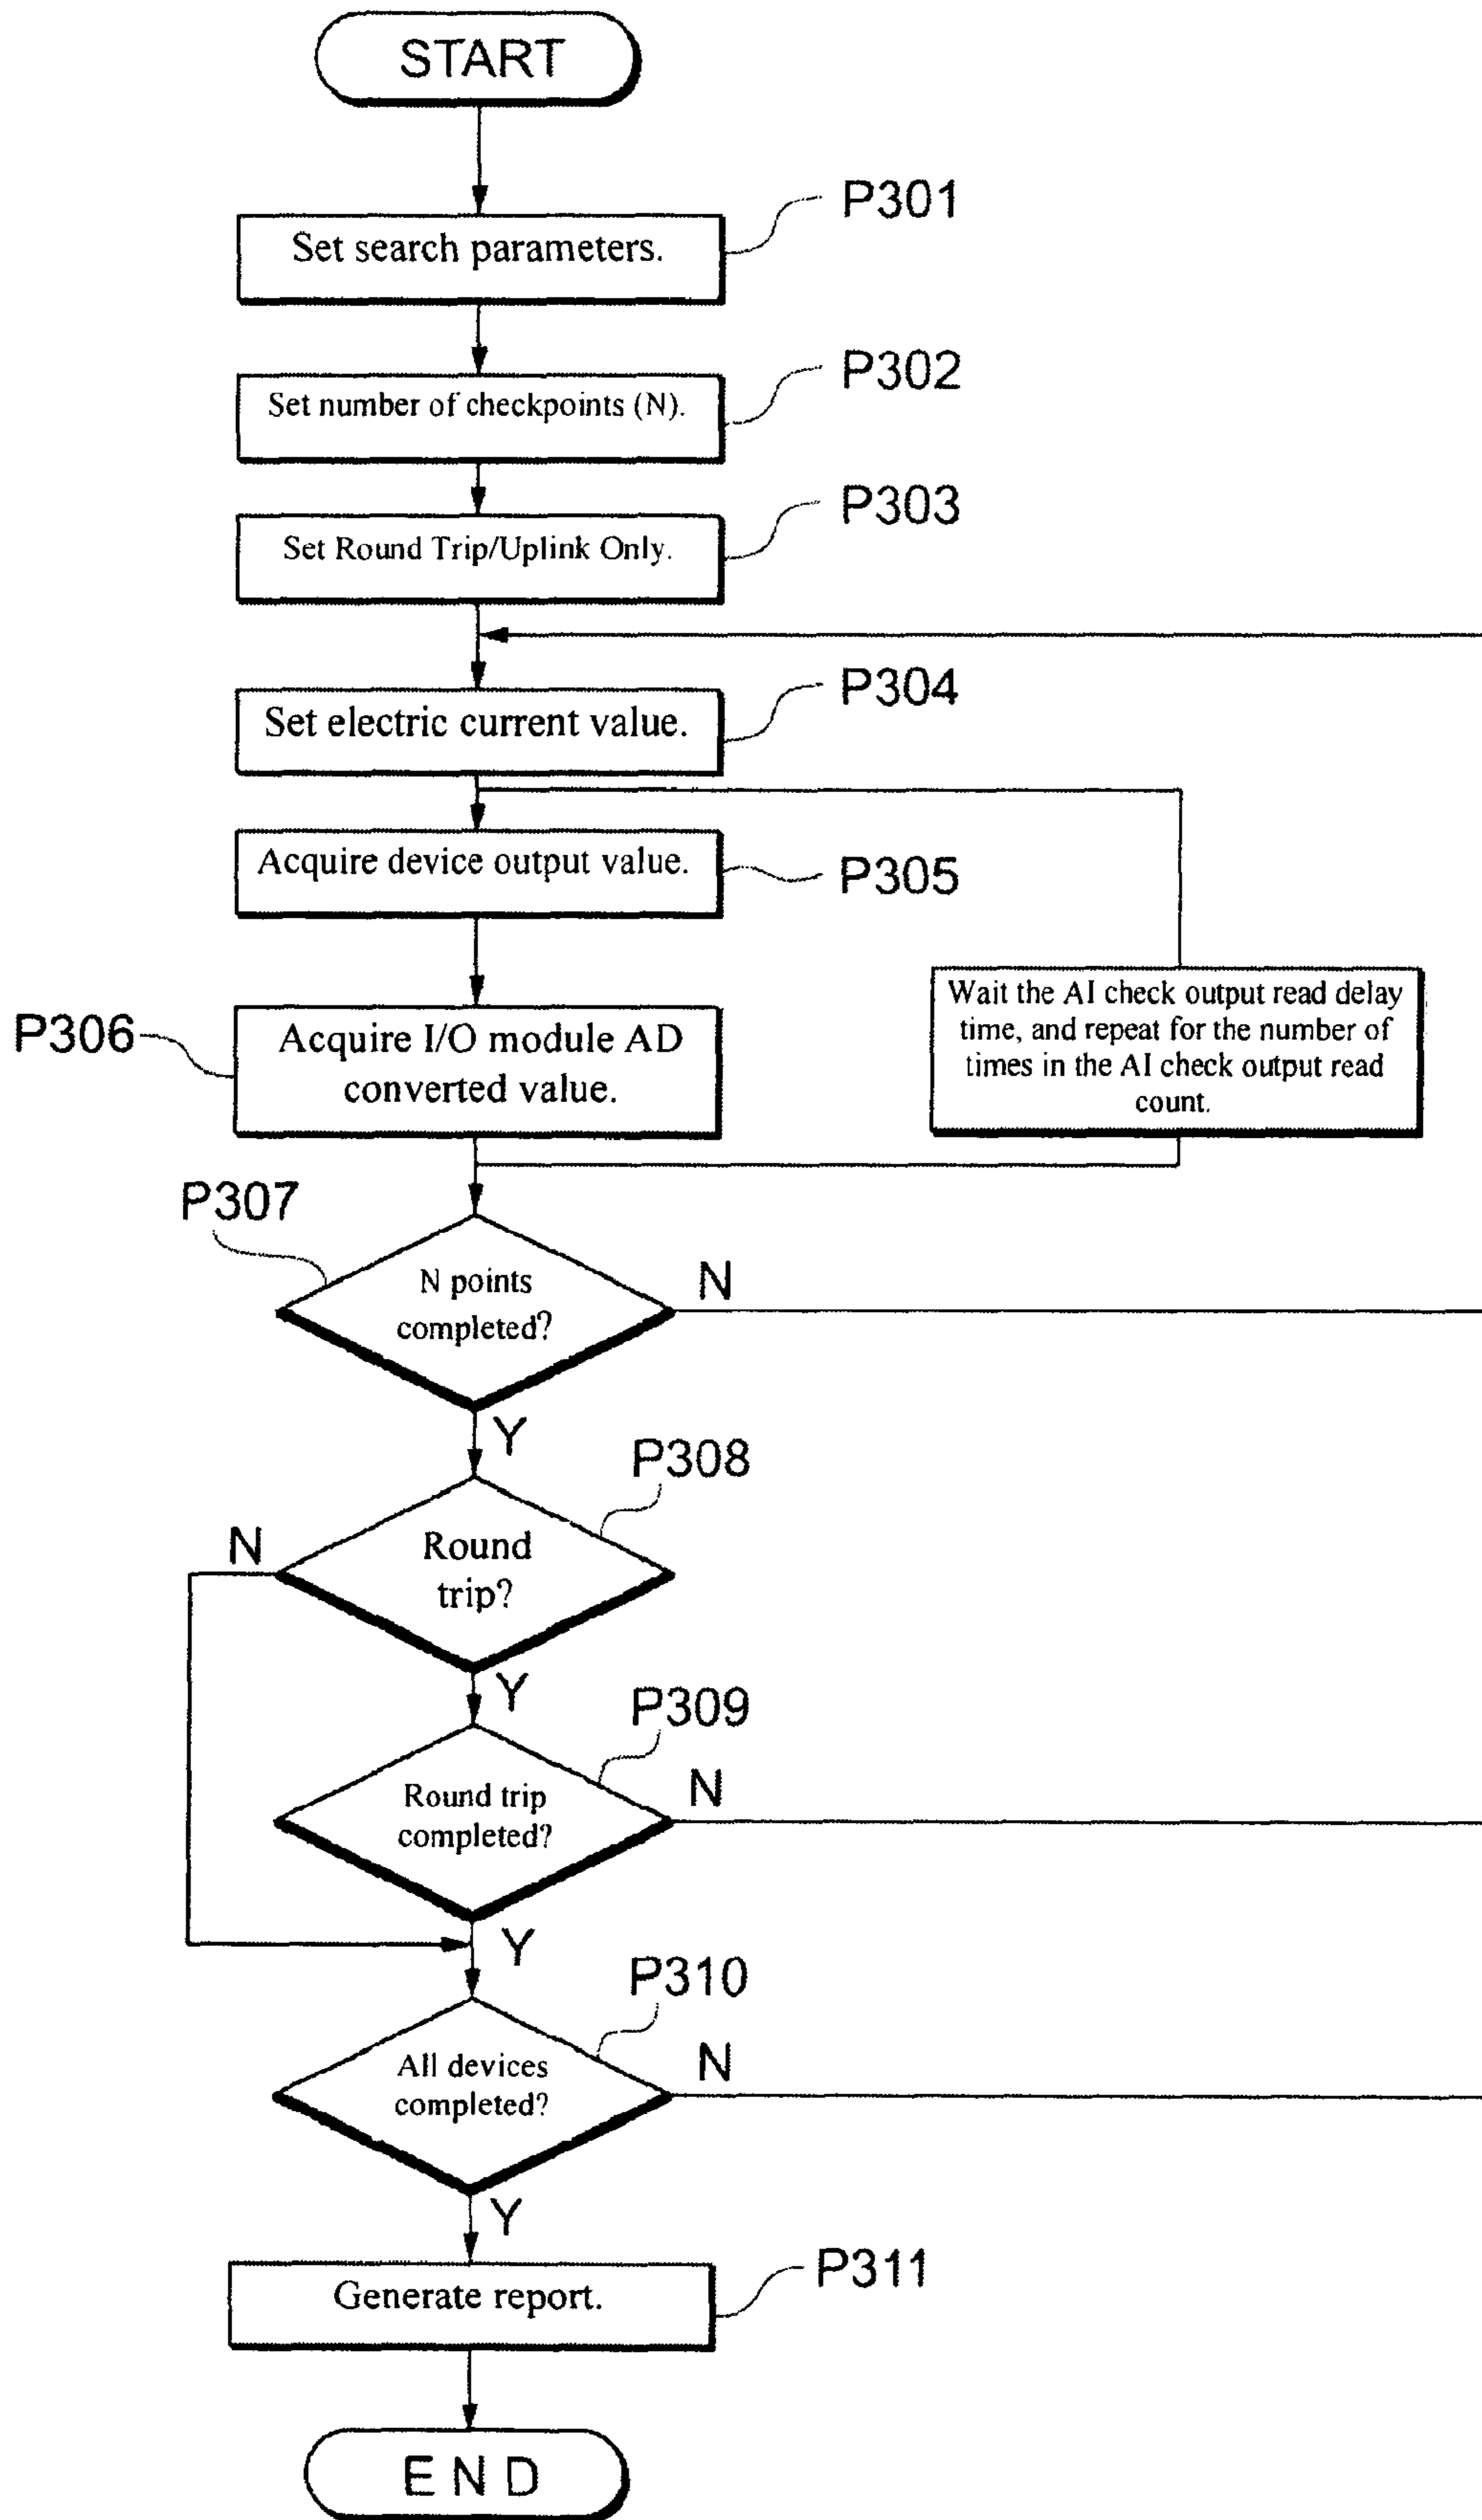 START
P301
Set search parameters.
P302
Set number of checkpoints (N).
P303
Set Round Trip/Uplink Only.
P304
Set electric current value.
Acquire device output value.
P305
P306
Acquire I/O module AD
converted value.
Wait the AI check output read delay
time, and repeat for the number of
times in the AI check output read
count.
P307
N points
completed?
N
Y
P308
N
Round
trip?
Y
P309
Round trip
completed?
N
Y
P310
All devices
completed?
N
Y
P311
Generate report.
END